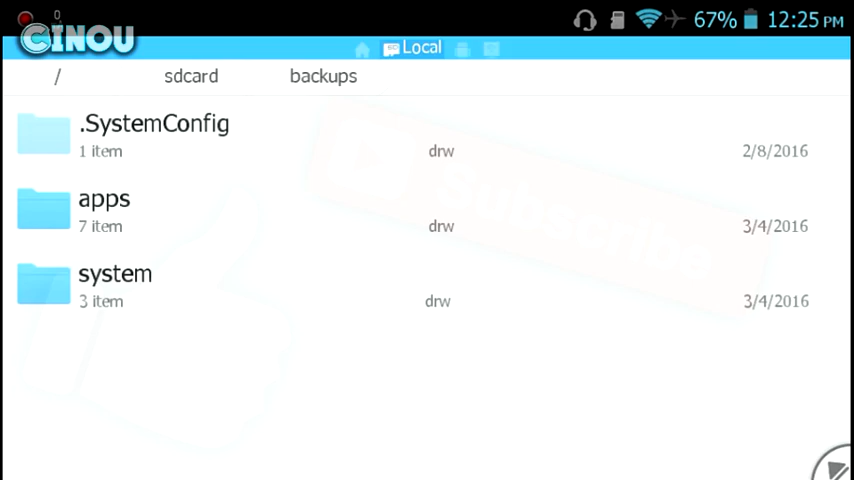 0
CINOU
67% 12:25 PM
Local
/ sdcard backups
.SystemConfig
1 item drw 2/8/2016
apps
7 item drw 3/4/2016
system
3 item drw 3/4/2016
Subscribe